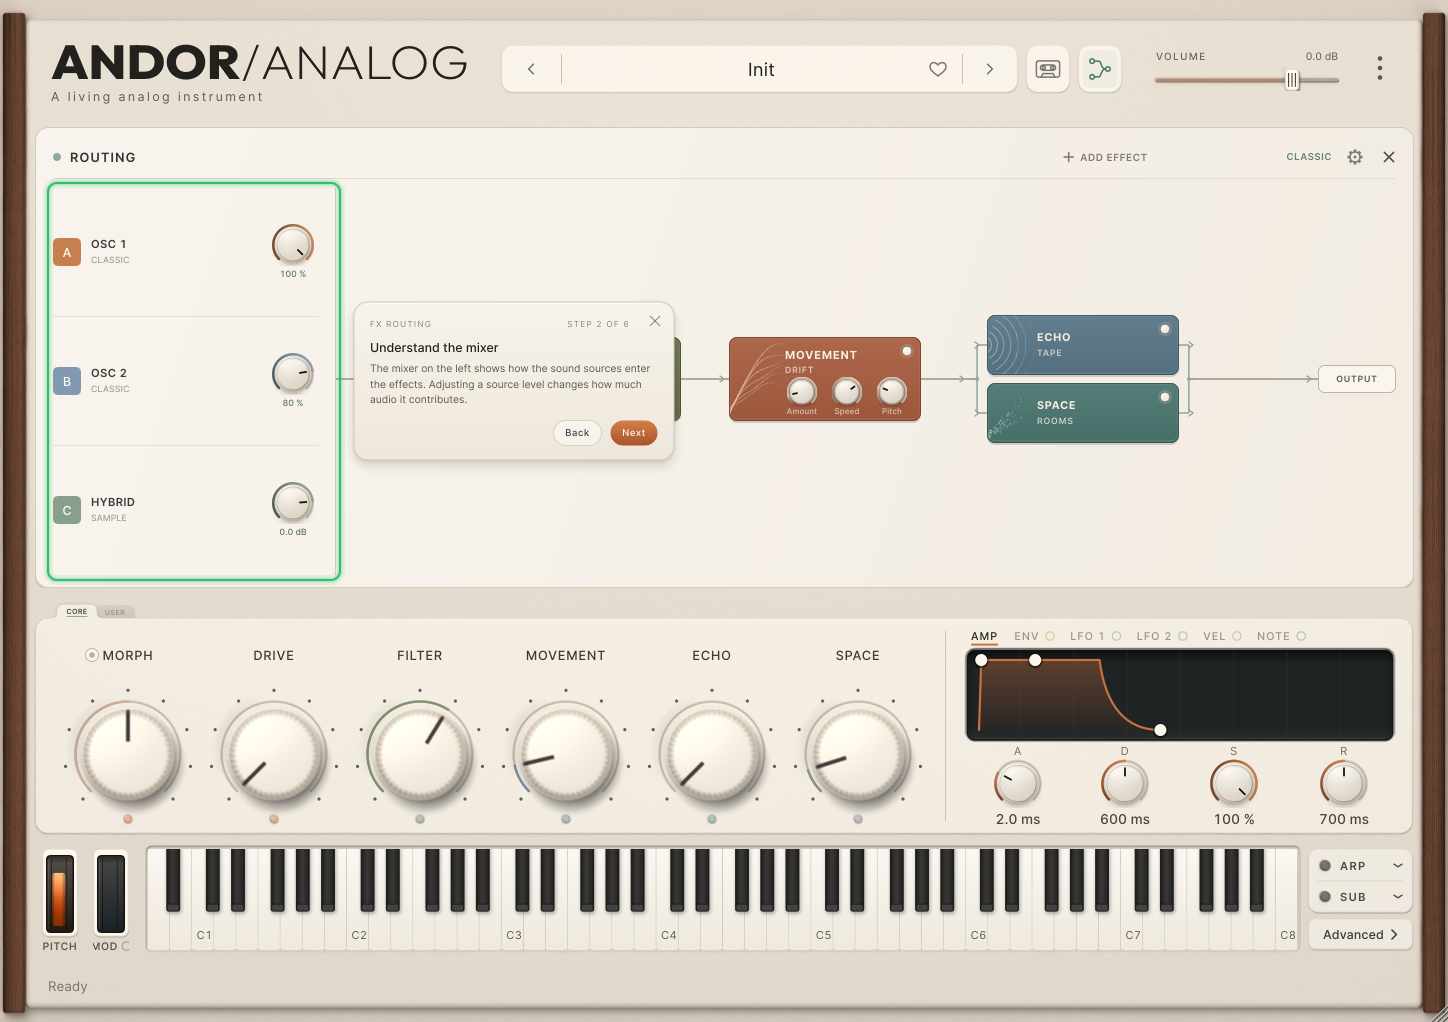 ANDOR/ANALOG
A living analog instrument
Init
VOLUME 0.0 dB
ROUTING
ADD EFFECT
CLASSIC
A
OSC 1
CLASSIC
100 %
B
OSC 2
CLASSIC
80 %
C
HYBRID
SAMPLE
0.0 dB
FX ROUTING STEP 2 OF 6
Understand the mixer
The mixer on the left shows how the sound sources enter
the effects. Adjusting a source level changes how much
audio it contributes.
Back Next
MOVEMENT
DRIFT
Amount Speed Pitch
ECHO
TAPE
SPACE
ROOMS
OUTPUT
CORE USER
MORPH DRIVE FILTER MOVEMENT ECHO SPACE
AMP ENV LFO 1 LFO 2 VEL NOTE
A D S R
2.0 ms 600 ms 100 % 700 ms
PITCH MOD
C1 C2 C3 C4 C5 C6 C7 C8
ARP
SUB
Advanced
Ready